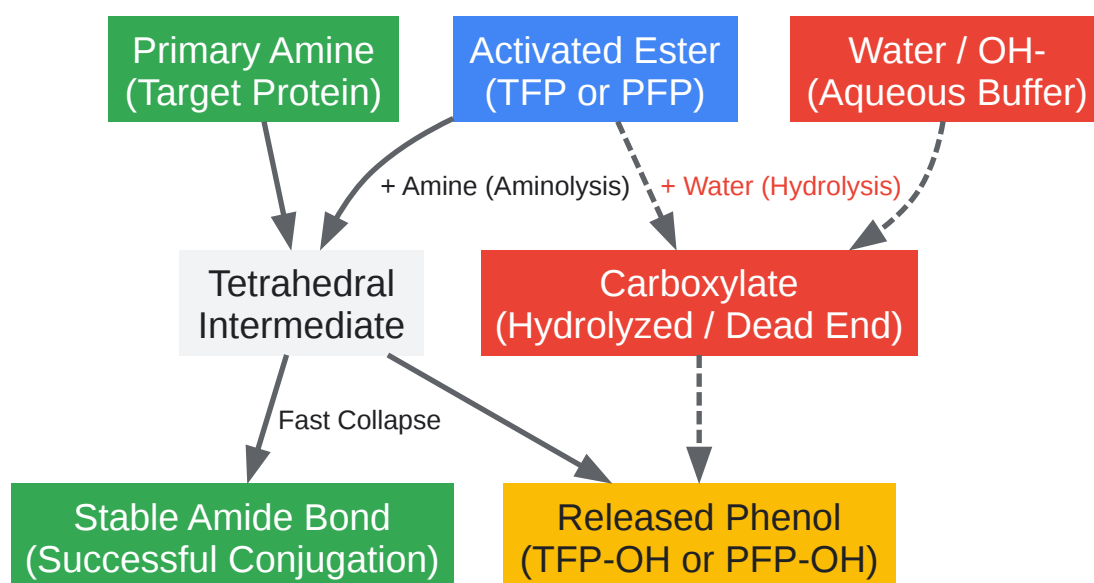 Primary Amine
(Target Protein)
Activated Ester
(TFP or PFP)
Water / OH-
(Aqueous Buffer)
+ Amine (Aminolysis)
+ Water (Hydrolysis)
Tetrahedral
Intermediate
Carboxylate
(Hydrolyzed / Dead End)
Fast Collapse
Stable Amide Bond
(Successful Conjugation)
Released Phenol
(TFP-OH or PFP-OH)